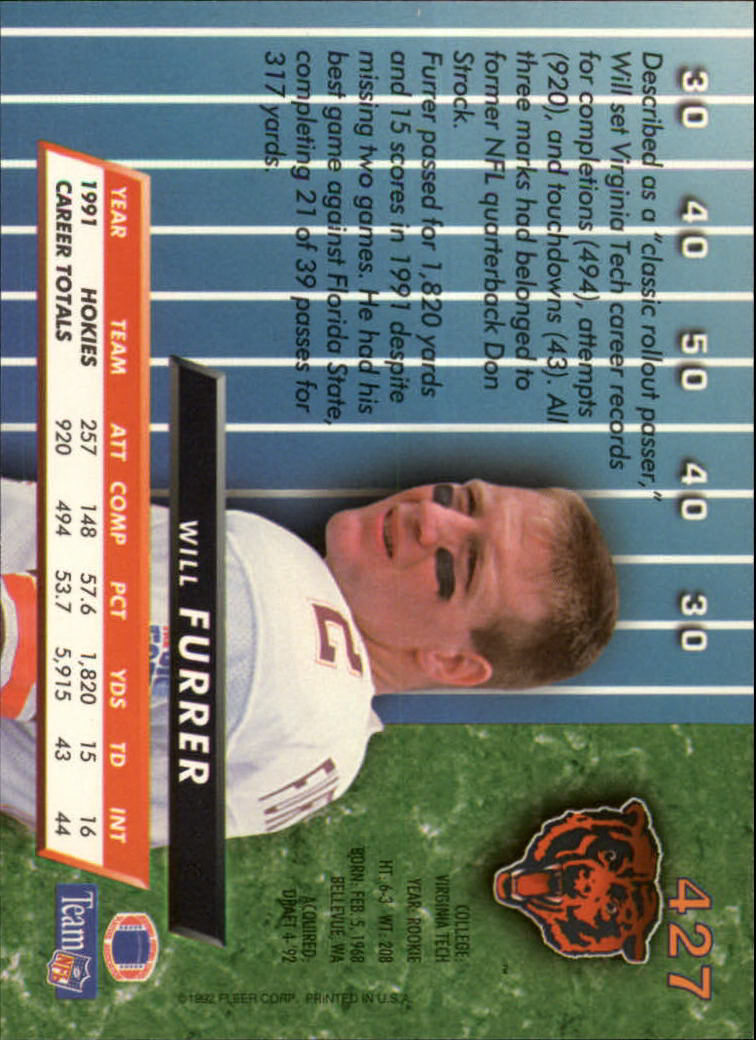 30 40 50 40 30
427
Described as a "classic rollout passer,"
Will set Virginia Tech career records
for completions (494), attempts
(920), and touchdowns (43). All
three marks had belonged to
former NFL quarterback Don
Strock.
Furrer passed for 1,820 yards
and 15 scores in 1991 despite
missing two games. He had his
best game against Florida State,
completing 21 of 39 passes for
317 yards.
2
COLLEGE:
VIRGINIA TECH
YEAR: ROOKIE
HT. 6-3 WT. 208
BORN: FEB. 5, 1968
BELLEVUE, WA
ACQUIRED:
DRAFT 4-'92
TM
WILL FURRER
YEAR TEAM ATT COMP PCT YDS TD INT
1991 HOKIES 257 148 57.6 1,820 15 16
CAREER TOTALS 920 494 53.7 5,915 43 44
Team NFL
©1992 FLEER CORP. PRINTED IN U.S.A.